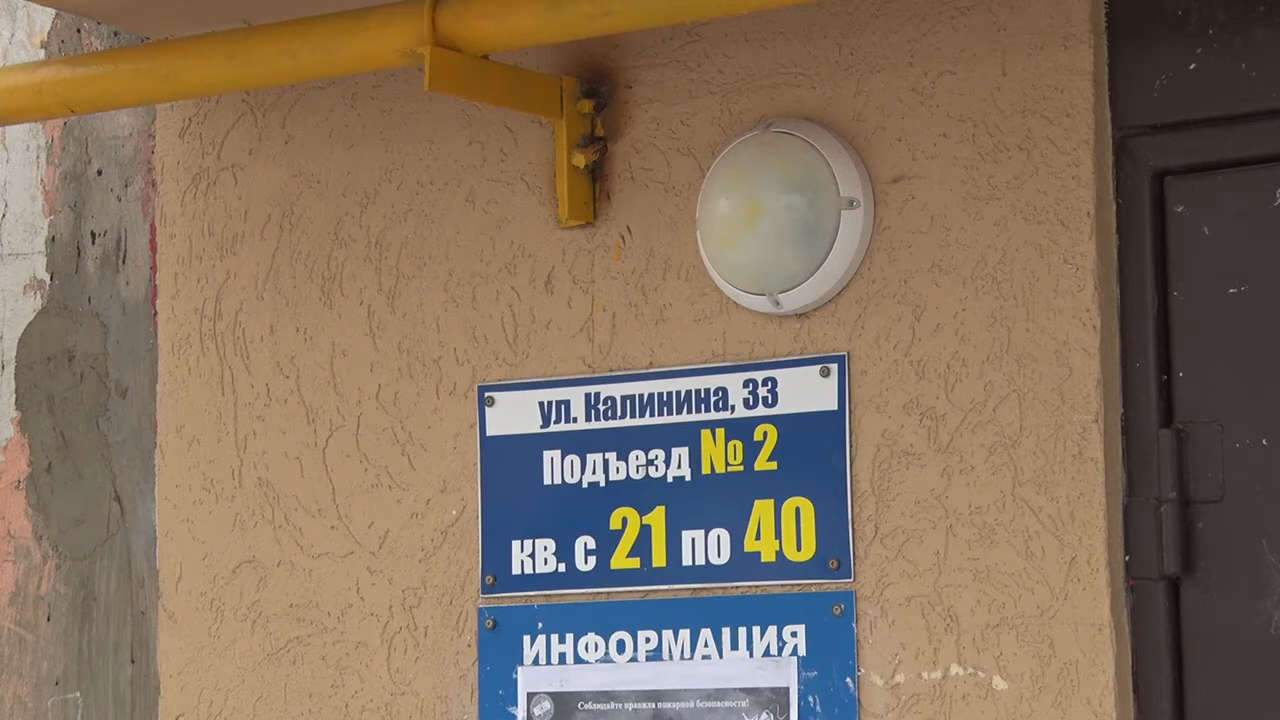 ул. Калинина, 33
Подъезд № 2
кв. с 21 по 40
ИНФОРМАЦИЯ
Соблюдайте правила пожарной безопасности!